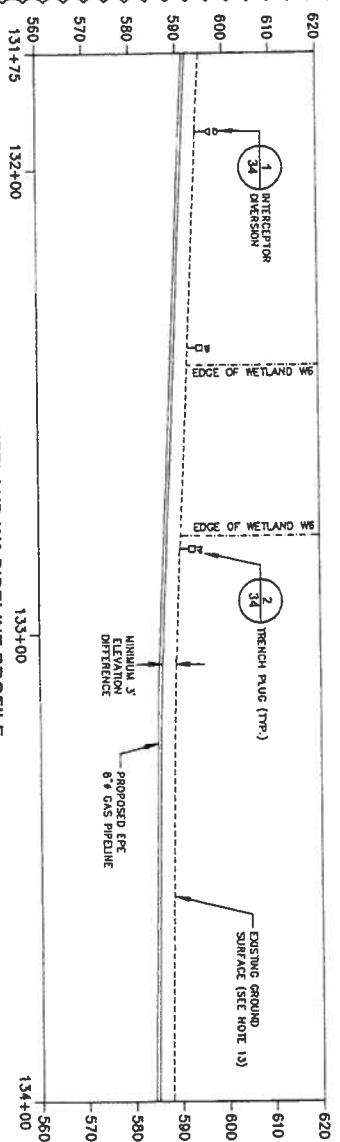 620
610
600
590
580
570
560
131+75
132+00
133+00
134+00
620
610
600
590
580
570
560
1
34
INTERCEPTOR
DIVERSION
EDGE OF WETLAND W6
EDGE OF WETLAND W6
2
34
TRENCH PLUG (TYP.)
MINIMUM 3'
ELEVATION
DIFFERENCE
PROPOSED EPE
8"ø GAS PIPELINE
EXISTING GROUND
SURFACE (SEE NOTE 13)